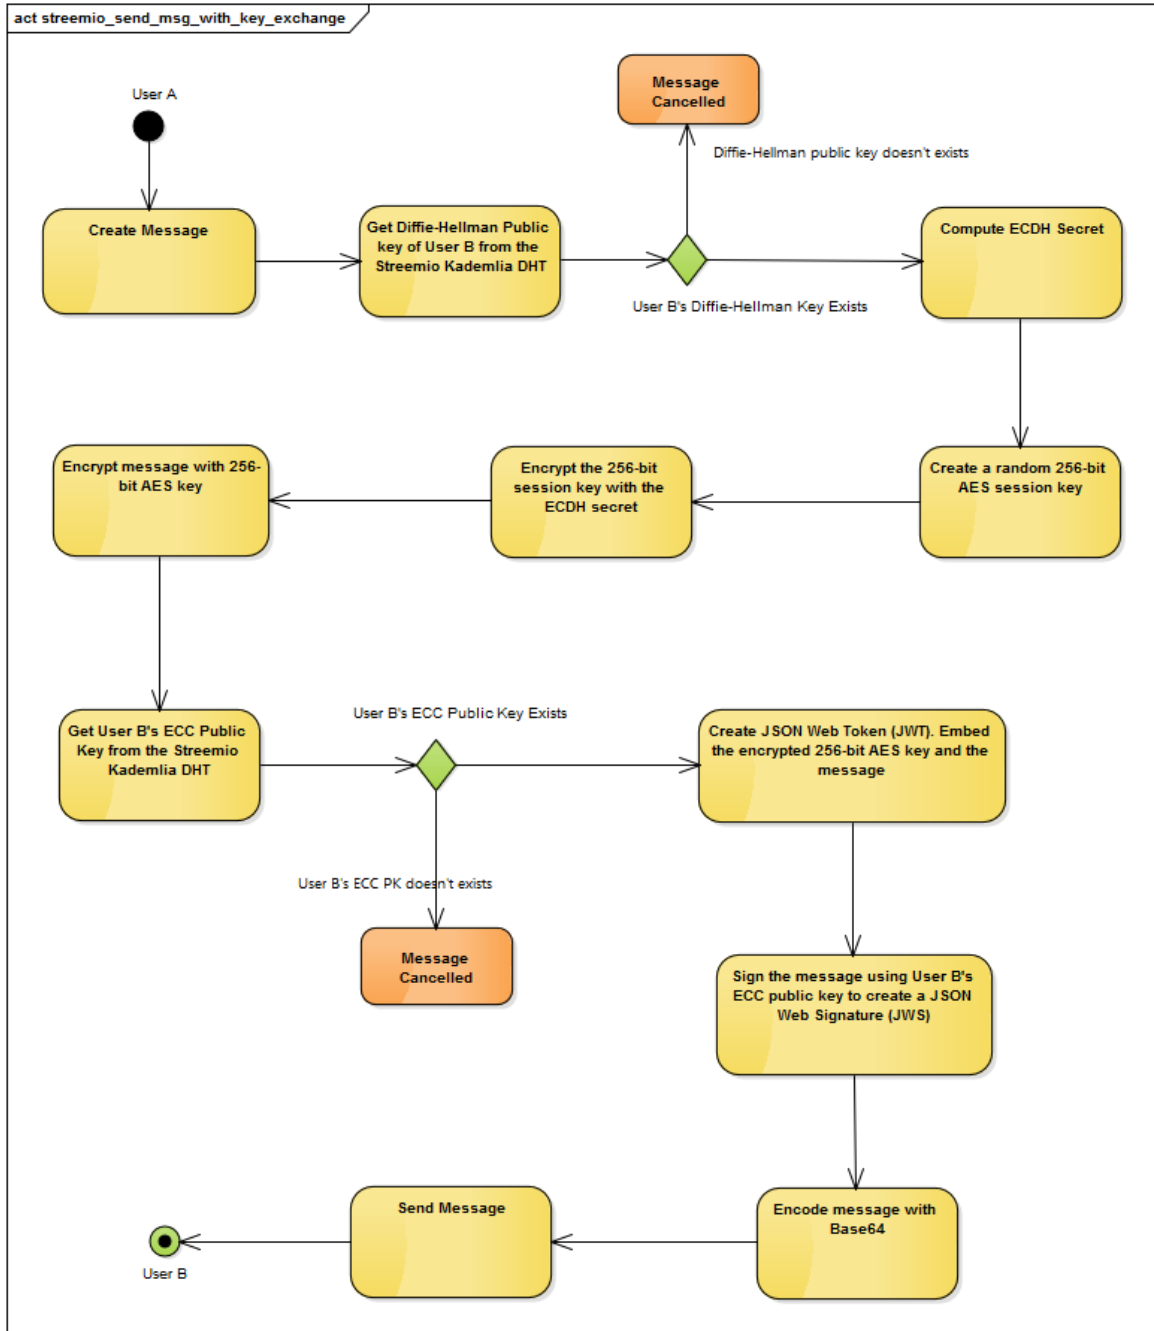 act streemio_send_msg_with_key_exchange
User A
Message
Cancelled
Diffie-Hellman public key doesn't exists
Create Message
Get Diffie-Hellman Public
key of User B from the
Streemio Kademlia DHT
User B's Diffie-Hellman Key Exists
Compute ECDH Secret
Encrypt message with 256-
bit AES key
Encrypt the 256-bit
session key with the
ECDH secret
Create a random 256-bit
AES session key
Get User B's ECC Public
Key from the Streemio
Kademlia DHT
User B's ECC Public Key Exists
Create JSON Web Token (JWT). Embed
the encrypted 256-bit AES key and the
message
User B's ECC PK doesn't exists
Message
Cancelled
Sign the message using User B's
ECC public key to create a JSON
Web Signature (JWS)
Encode message with
Base64
Send Message
User B